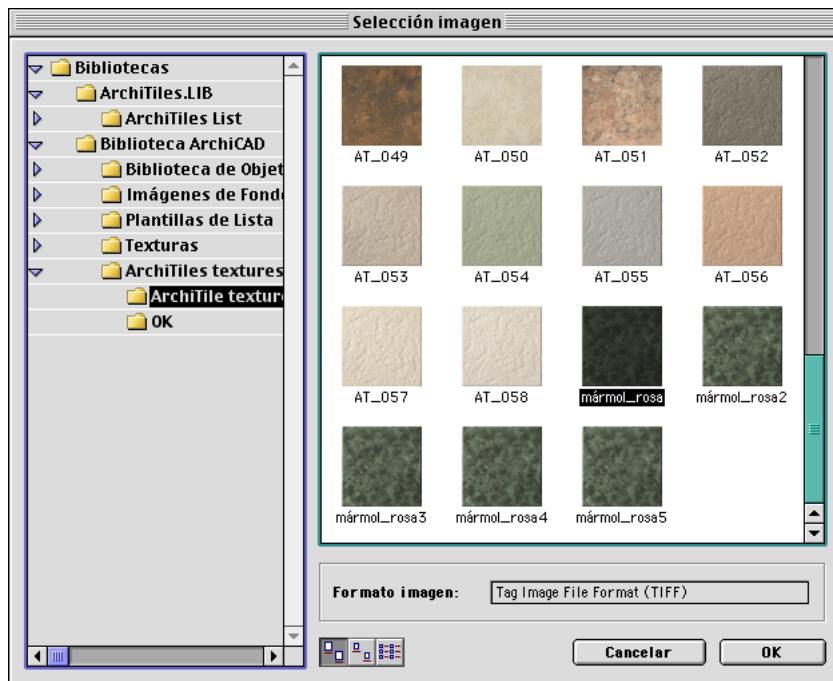 Selección imagen
Bibliotecas
ArchiTiles.LIB
ArchiTiles List
Biblioteca ArchiCAD
Biblioteca de Objet
Imágenes de Fond
Plantillas de Lista
Texturas
ArchiTiles textures
ArchiTile textur
OK
AT_049 AT_050 AT_051 AT_052
AT_053 AT_054 AT_055 AT_056
AT_057 AT_058 mármol_rosa mármol_rosa2
mármol_rosa3 mármol_rosa4 mármol_rosa5
Formato imagen: Tag Image File Format (TIFF)
Cancelar OK